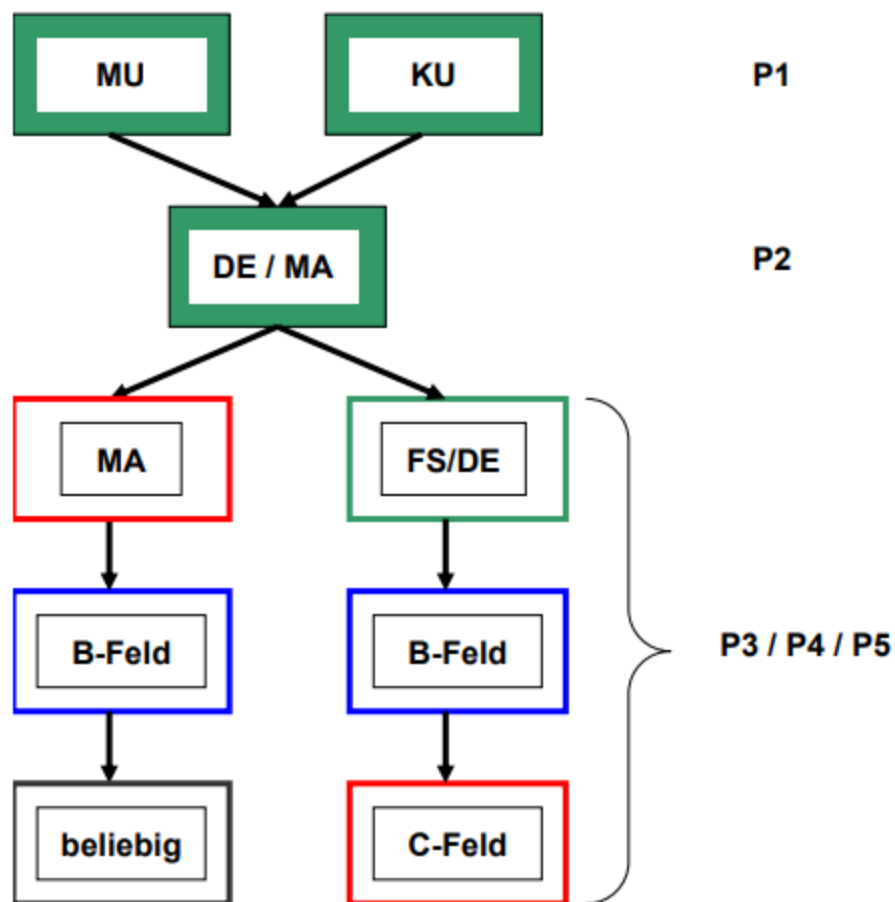 MU
KU
P1
DE / MA
P2
MA
FS/DE
B-Feld
B-Feld
P3 / P4 / P5
beliebig
C-Feld